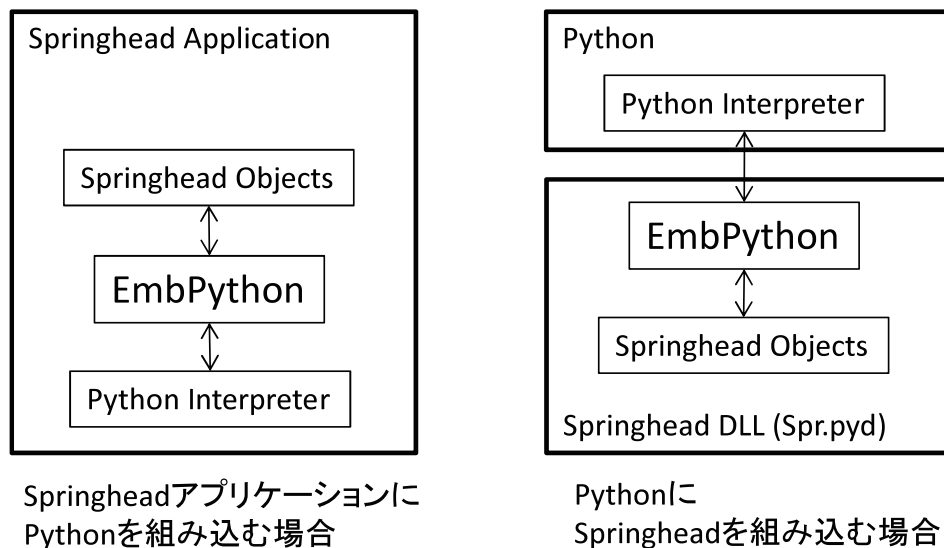 Springhead Application
Springhead Objects
EmbPython
Python Interpreter
Springheadアプリケーションに
Pythonを組み込む場合
Python
Python Interpreter
EmbPython
Springhead Objects
Springhead DLL (Spr.pyd)
Pythonに
Springheadを組み込む場合